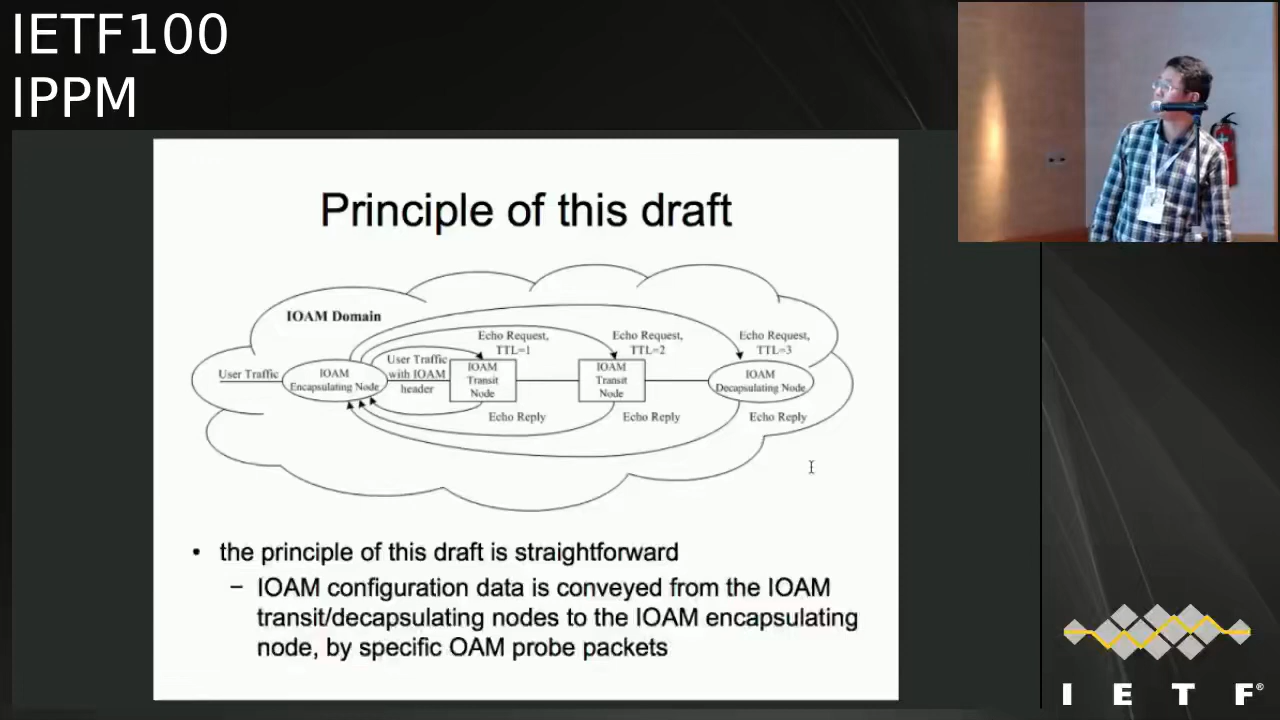 IETF100
IPPM
Principle of this draft
IOAM Domain
Echo Request,
TTL=1
Echo Request,
TTL=2
Echo Request,
TTL=3
User Traffic
IOAM
Encapsulating Node
User Traffic
with IOAM
header
IOAM
Transit
Node
IOAM
Transit
Node
IOAM
Decapsulating Node
Echo Reply
Echo Reply
Echo Reply
• the principle of this draft is straightforward
– IOAM configuration data is conveyed from the IOAM
transit/decapsulating nodes to the IOAM encapsulating
node, by specific OAM probe packets
I E T F®